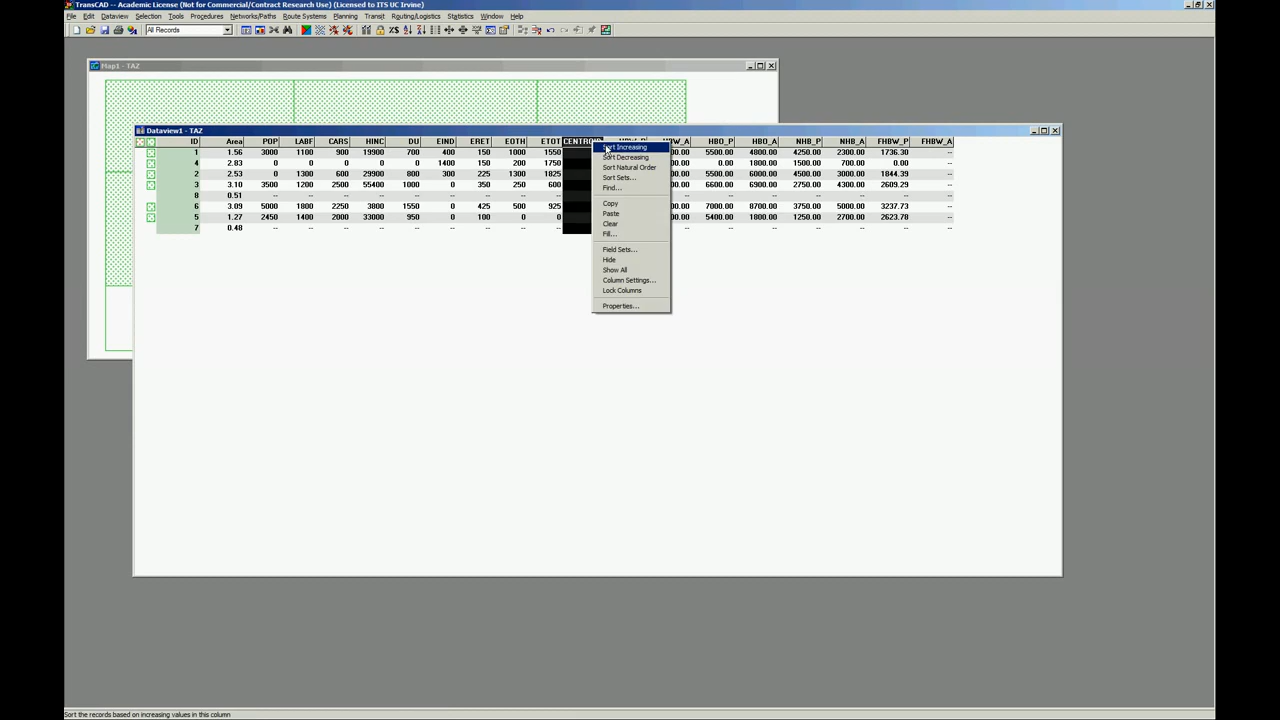 TransCAD -- Academic License (Not for Commercial/Contract Research Use) (Licensed to ITS UC Irvine)
File Edit Dataview Selection Tools Procedures Networks/Paths Route Systems Planning Transit Routing/Logistics Statistics Window Help
All Records
Map1 - TAZ
Dataview1 - TAZ
ID Area POP LABF CARS HINC DU EIND ERET EOTH ETOT HBO_P HBO_A NHB_P NHB_A FHBW_P FHBW_A
1 1.56 3000 1100 900 19900 700 400 150 1000 1550 5500.00 4800.00 4250.00 2300.00 1736.30 --
4 2.83 0 0 0 0 0 1400 150 200 1750 0.00 1800.00 1500.00 700.00 0.00 --
2 2.53 0 1300 600 29900 800 300 225 1300 1825 5500.00 6000.00 4500.00 3000.00 1844.39 --
3 3.10 3500 1200 2500 55400 1000 0 350 250 600 6600.00 6900.00 2750.00 4300.00 2609.29 --
8 0.51 -- -- -- -- -- -- -- -- -- -- -- -- -- -- --
6 3.09 5000 1800 2250 3800 1550 0 425 500 925 7000.00 8700.00 3750.00 5000.00 3237.73 --
5 1.27 2450 1400 2000 33000 950 0 100 0 0 5400.00 1800.00 1250.00 2700.00 2623.78 --
7 0.48 -- -- -- -- -- -- -- -- -- -- -- -- -- -- --
Sort Increasing
Sort Decreasing
Sort Natural Order
Sort Sets...
Find...
Copy
Paste
Clear
Fill...
Field Sets...
Hide
Show All
Column Settings...
Lock Columns
Properties...
Sort the records based on increasing values in this column